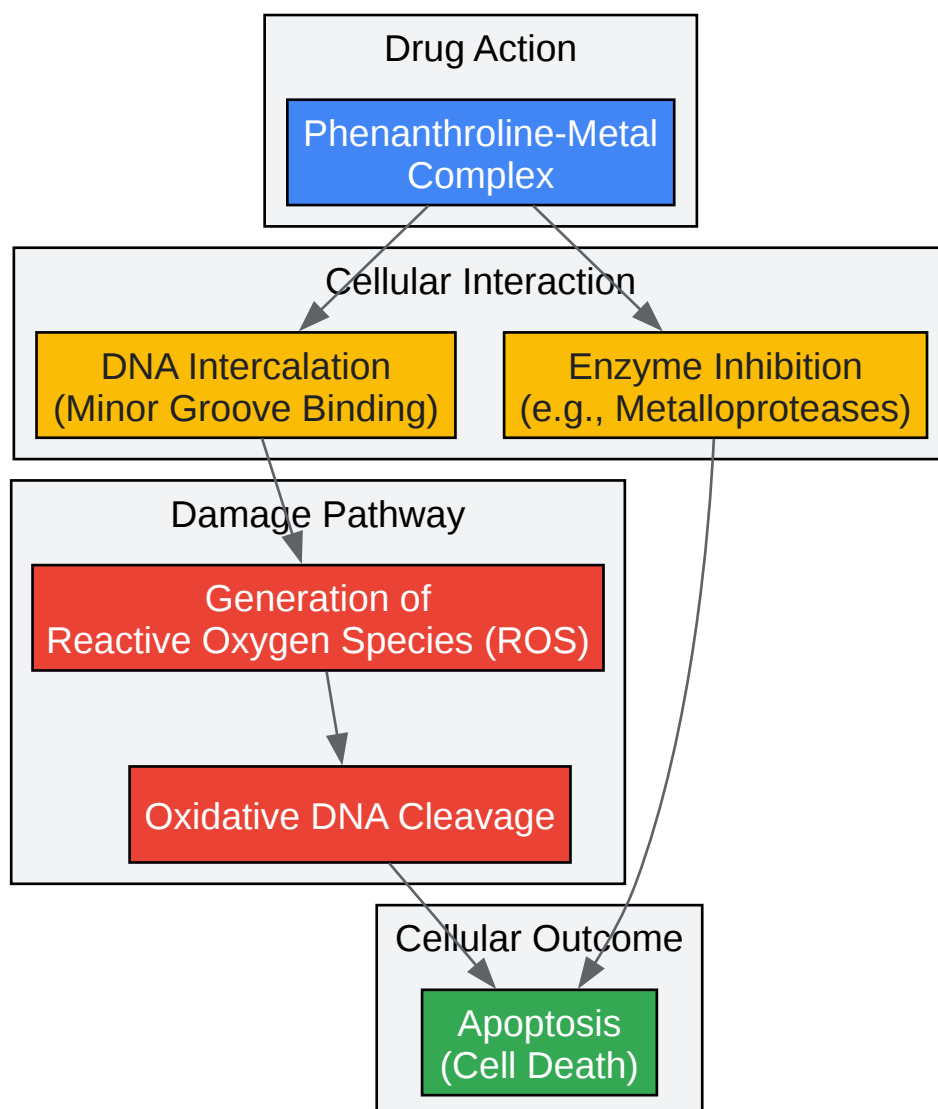 Drug Action
Phenanthroline-Metal
Complex
Cellular Interaction
DNA Intercalation
(Minor Groove Binding)
Enzyme Inhibition
(e.g., Metalloproteases)
Damage Pathway
Generation of
Reactive Oxygen Species (ROS)
Oxidative DNA Cleavage
Cellular Outcome
Apoptosis
(Cell Death)